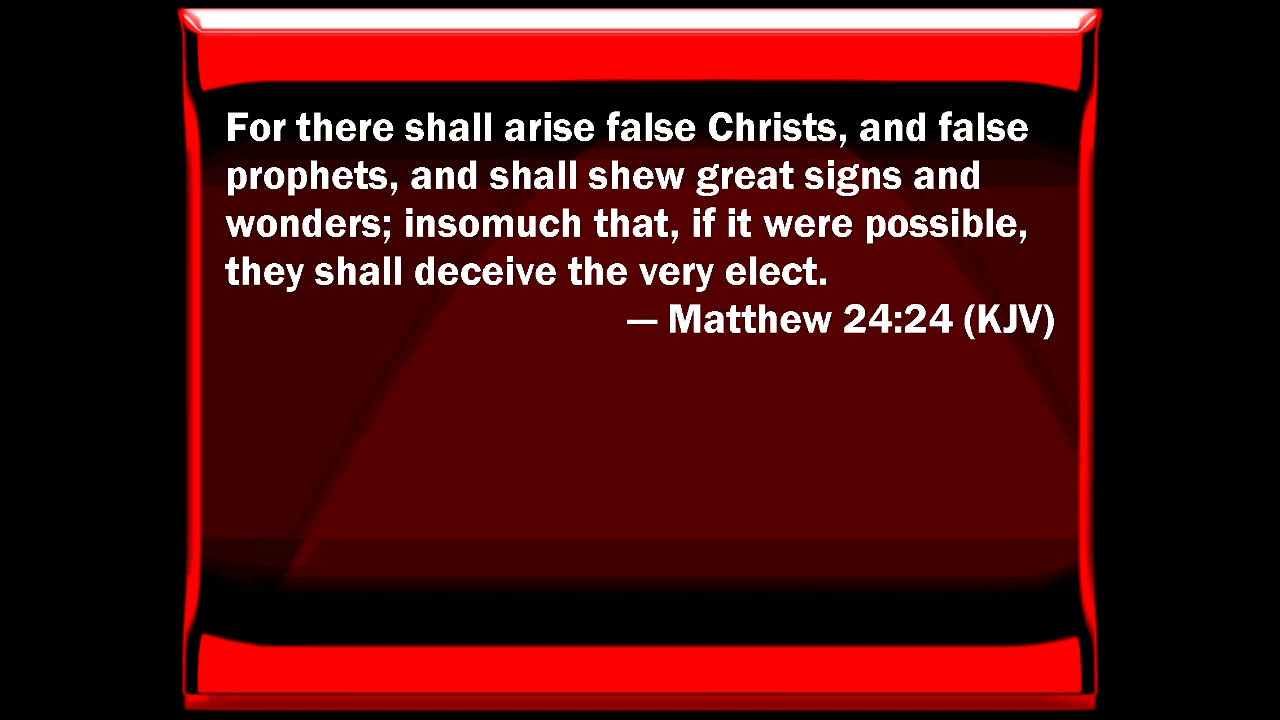 For there shall arise false Christs, and false
prophets, and shall shew great signs and
wonders; insomuch that, if it were possible,
they shall deceive the very elect.
— Matthew 24:24 (KJV)